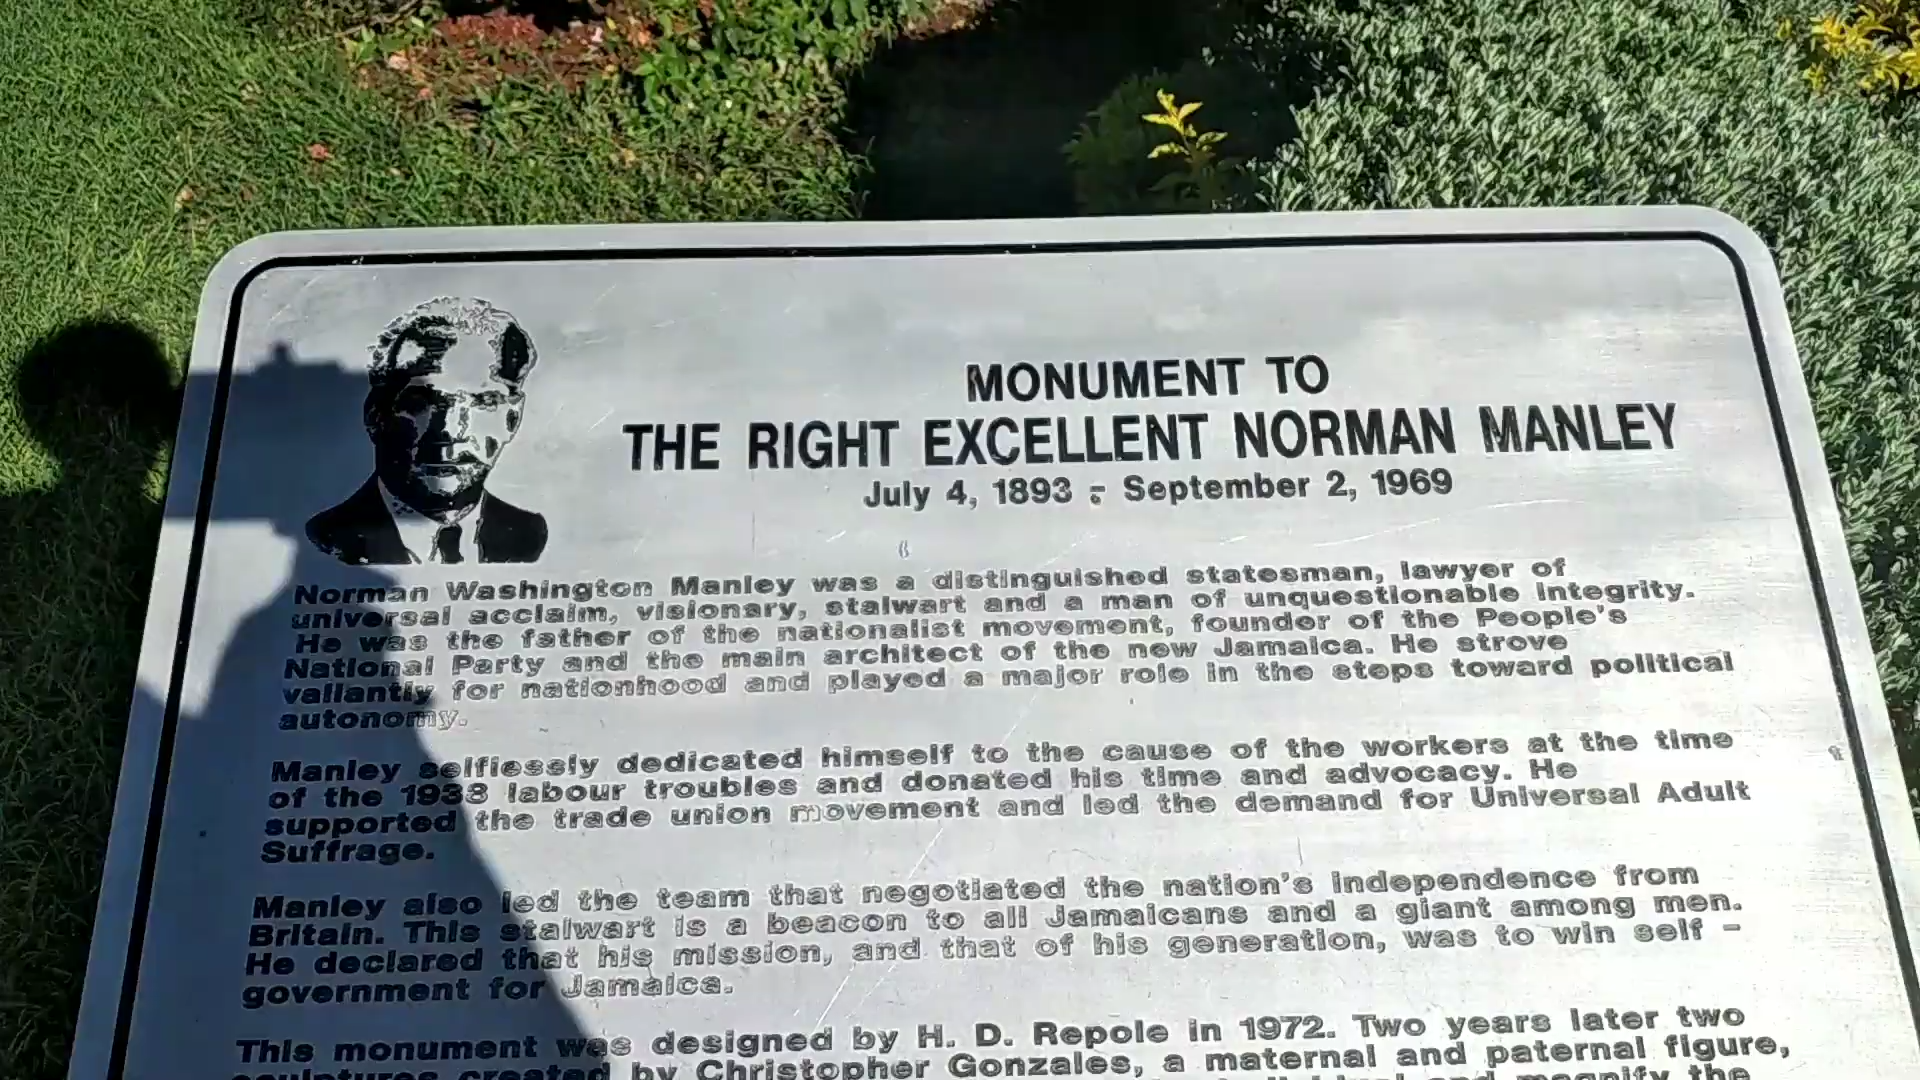 MONUMENT TO
THE RIGHT EXCELLENT NORMAN MANLEY
July 4, 1893 - September 2, 1969
Norman Washington Manley was a distinguished statesman, lawyer of
universal acclaim, visionary, stalwart and a man of unquestionable integrity.
He was the father of the nationalist movement, founder of the People's
National Party and the main architect of the new Jamaica. He strove
valiantly for nationhood and played a major role in the steps toward political
autonomy.
Manley selflessly dedicated himself to the cause of the workers at the time
of the 1938 labour troubles and donated his time and advocacy. He
supported the trade union movement and led the demand for Universal Adult
Suffrage.
Manley also led the team that negotiated the nation's independence from
Britain. This stalwart is a beacon to all Jamaicans and a giant among men.
He declared that his mission, and that of his generation, was to win self -
government for Jamaica.
This monument was designed by H. D. Repole in 1972. Two years later two
sculptures created by Christopher Gonzales, a maternal and paternal figure,
and magnify the